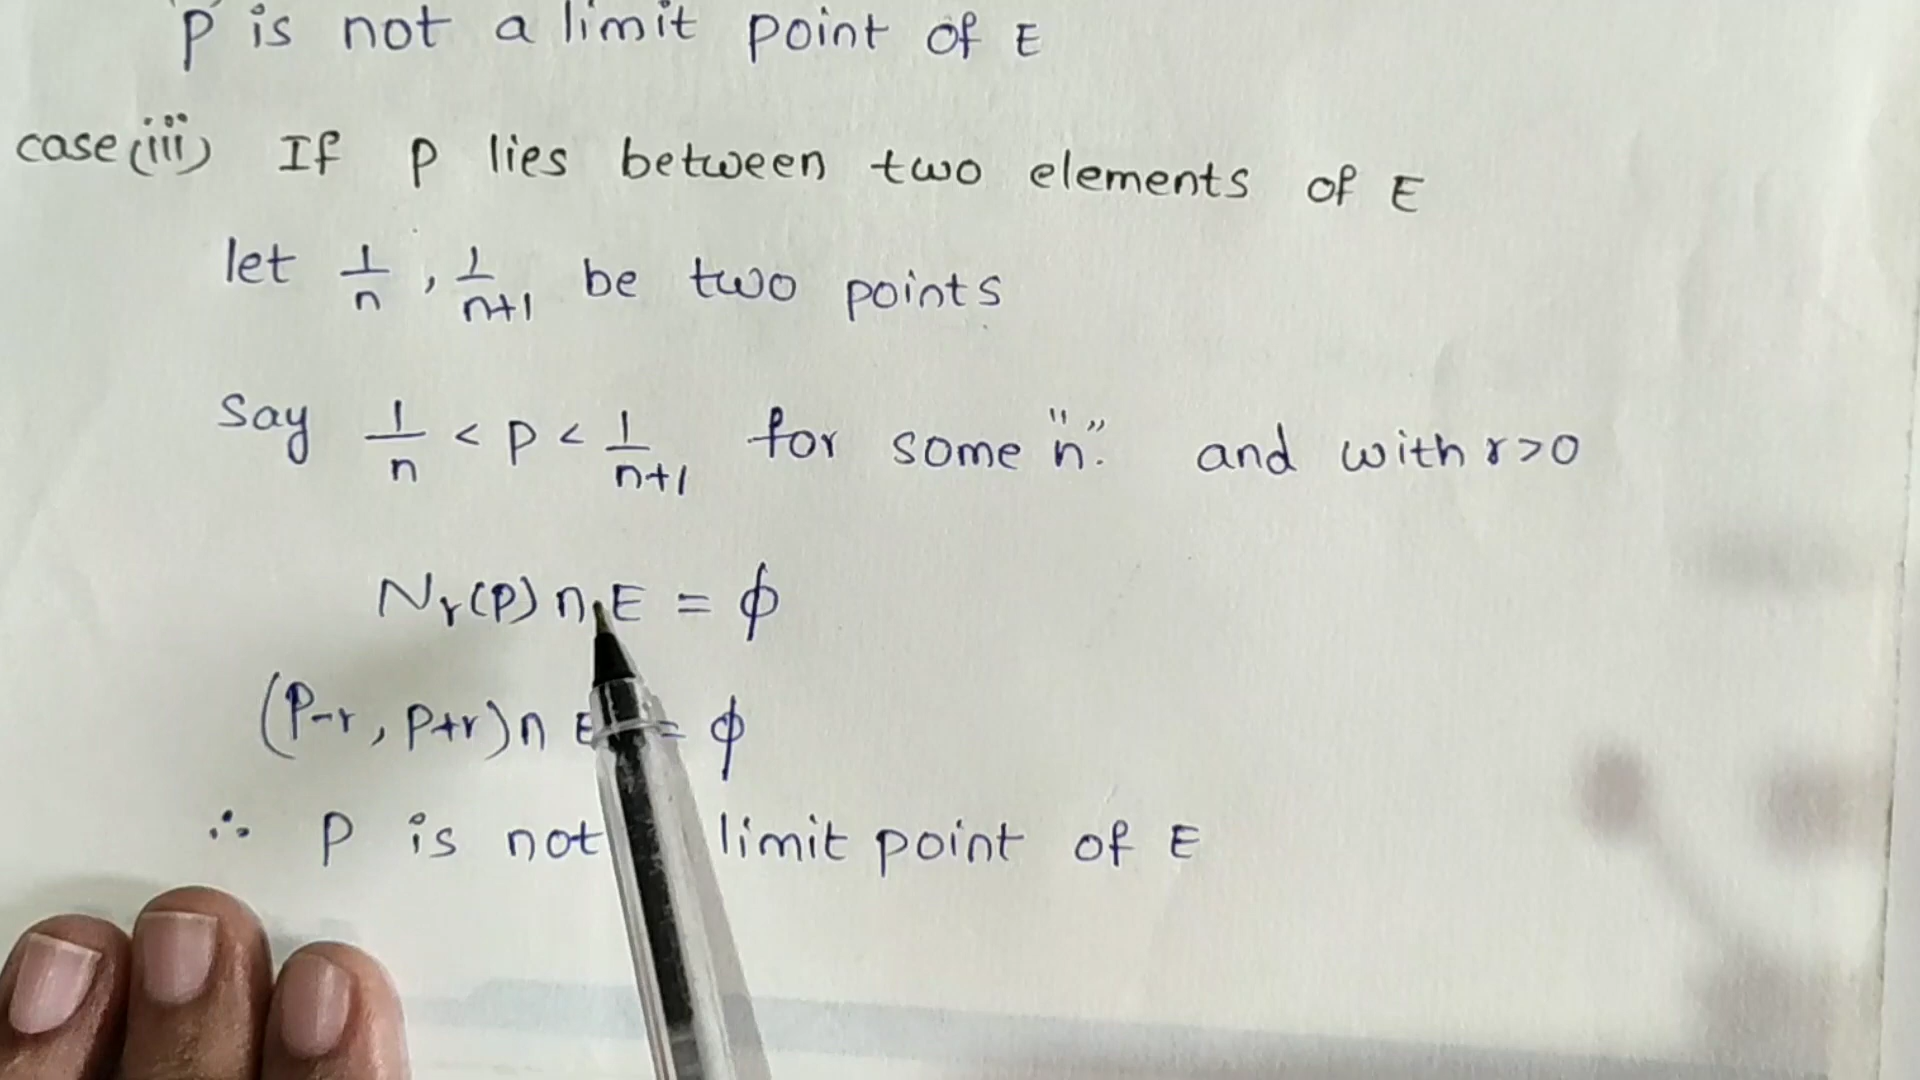 p is not a limit point of E
case(iii) If p lies between two elements of E
let 1/n, 1/n+1 be two points
Say 1/n < p < 1/n+1 for some "n". and with r>0
Nr(p) ∩ E = ϕ
(p-r, p+r) ∩ E = ϕ
∴ p is not limit point of E